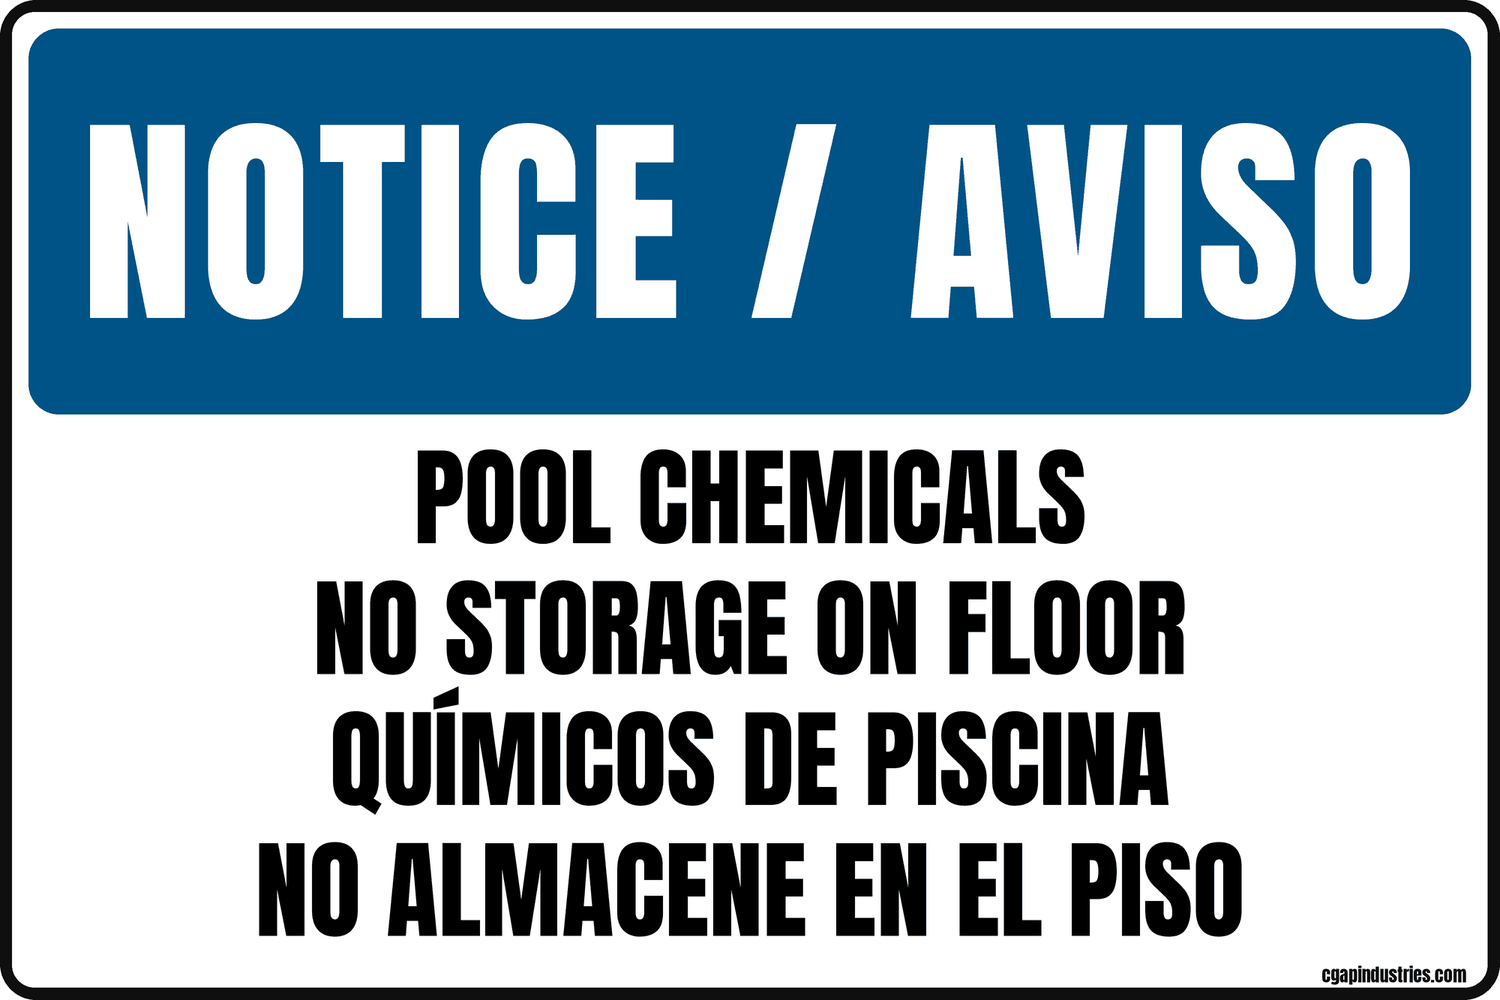 NOTICE / AVISO
POOL CHEMICALS
NO STORAGE ON FLOOR
QUÍMICOS DE PISCINA
NO ALMACENE EN EL PISO
cgapindustries.com